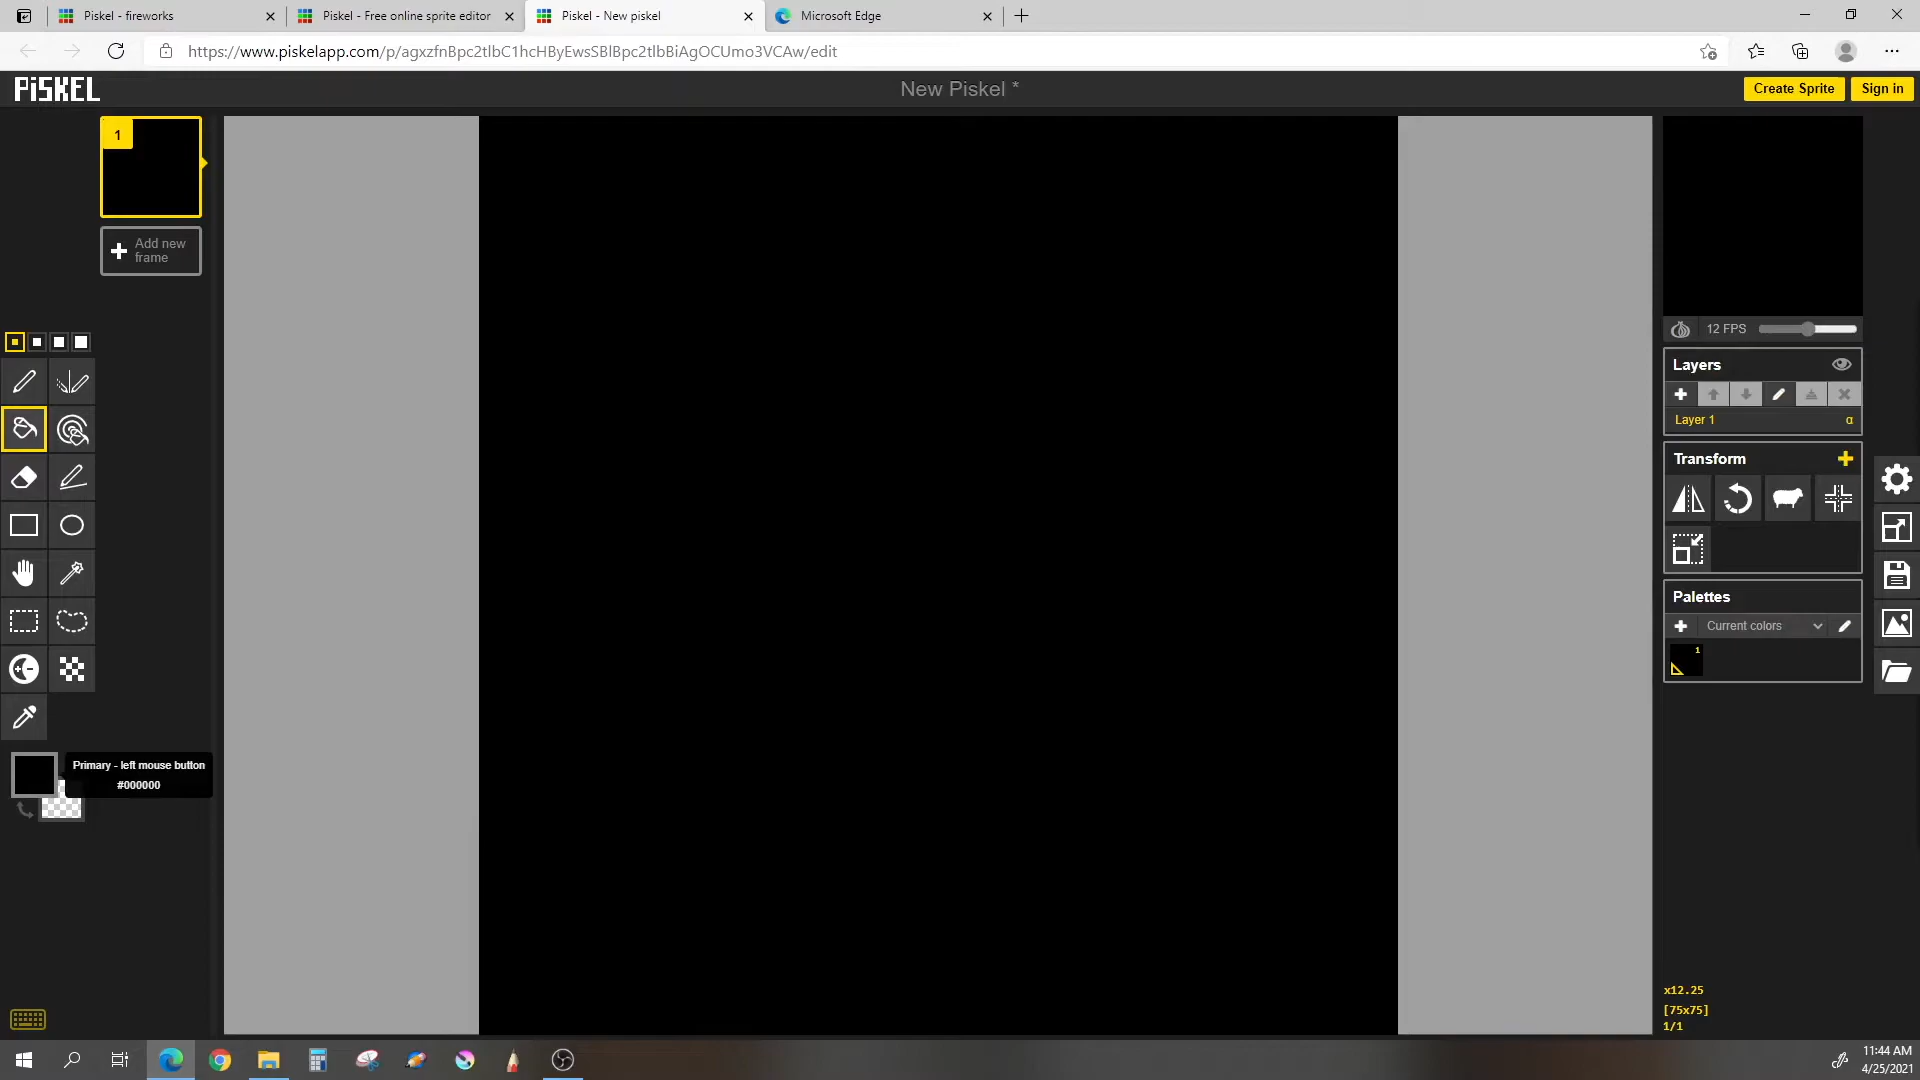 Piskel - fireworks
Piskel - Free online sprite editor
Piskel - New piskel
Microsoft Edge
https://www.piskelapp.com/p/agxzfnBpc2tlbC1hcHByEwsSBlBpc2tlbBiAgOCUmo3VCAw/edit
PiSKEL
New Piskel *
Create Sprite
Sign in
1
Add new
frame
12 FPS
Layers
Layer 1
α
Transform
Palettes
Current colors
1
Primary - left mouse button
#000000
x12.25
[75x75]
1/1
11:44 AM
4/25/2021